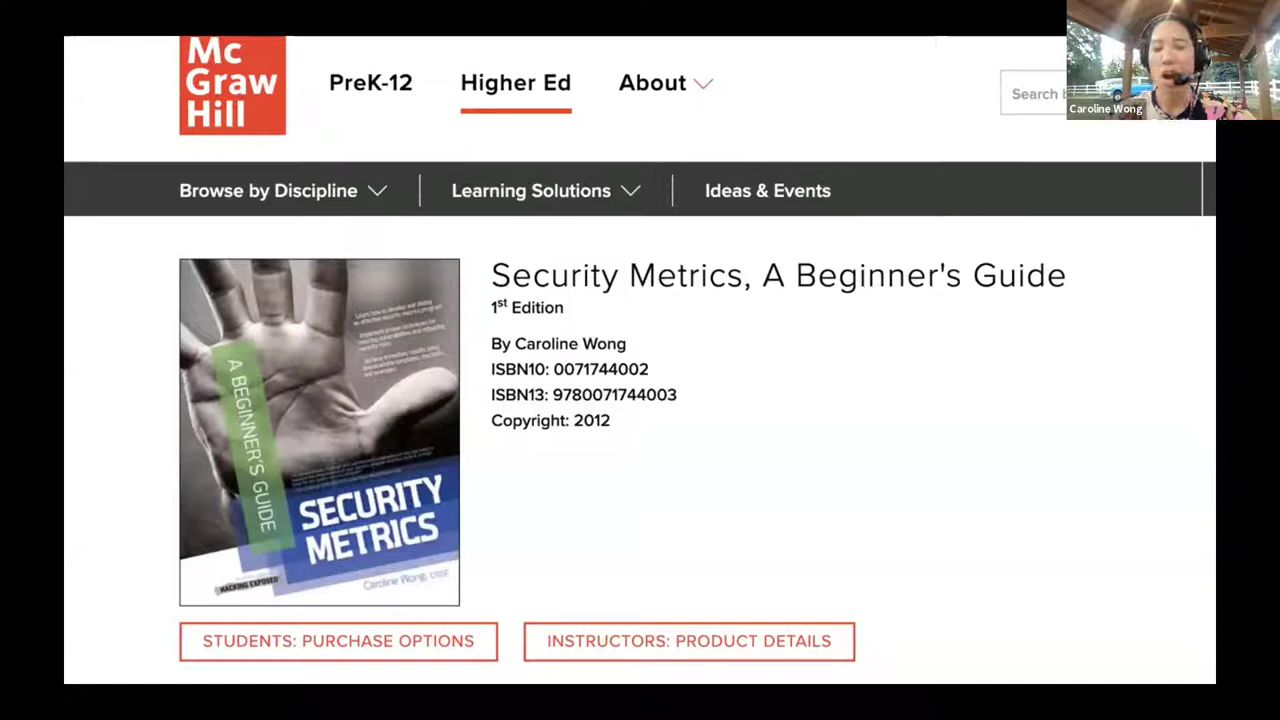 Mc
Graw
Hill
PreK-12
Higher Ed
About
Search
Caroline Wong
Browse by Discipline
Learning Solutions
Ideas & Events
Security Metrics, A Beginner's Guide
1st Edition
By Caroline Wong
ISBN10: 0071744002
ISBN13: 9780071744003
Copyright: 2012
A BEGINNER'S GUIDE
SECURITY
METRICS
HACKING EXPOSED
Caroline Wong,
STUDENTS: PURCHASE OPTIONS
INSTRUCTORS: PRODUCT DETAILS